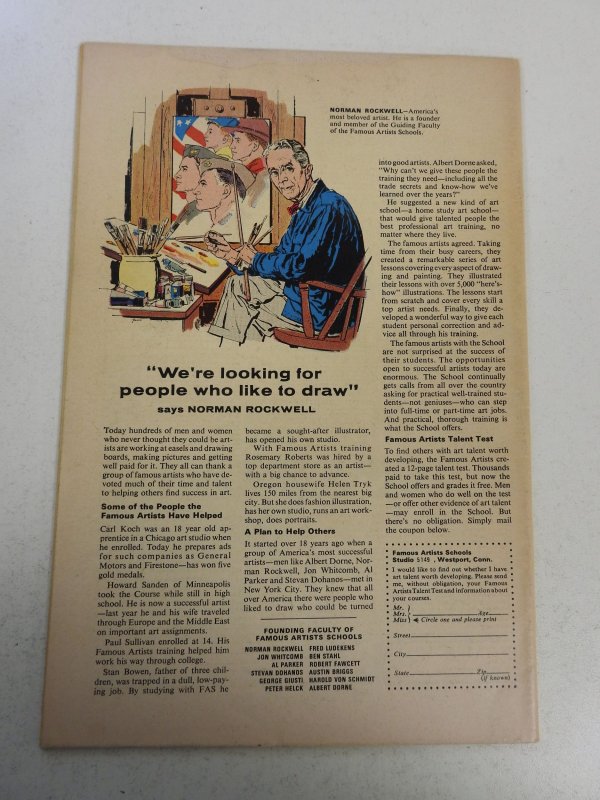 NORMAN ROCKWELL—America's
most beloved artist. He is a founder
and member of the Guiding Faculty
of the Famous Artists Schools.
"We're looking for
people who like to draw"
says NORMAN ROCKWELL
Today hundreds of men and women
who never thought they could be art-
ists are working at easels and drawing
boards, making pictures and getting
well paid for it. They all can thank a
group of famous artists who have de-
voted much of their time and talent
to helping others find success in art.
Some of the People the
Famous Artists Have Helped
Carl Koch was an 18 year old ap-
prentice in a Chicago art studio when
he enrolled. Today he prepares ads
for such companies as General
Motors and Firestone—has won five
gold medals.
Howard Sanden of Minneapolis
took the Course while still in high
school. He is now a successful artist
—last year he and his wife traveled
through Europe and the Middle East
on important art assignments.
Paul Sullivan enrolled at 14. His
Famous Artists training helped him
work his way through college.
Stan Bowen, father of three chil-
dren, was trapped in a dull, low-pay-
ing job. By studying with FAS he
became a sought-after illustrator,
has opened his own studio.
With Famous Artists training
Rosemary Roberts was hired by a
top department store as an artist—
with a big chance to advance.
Oregon housewife Helen Tryk
lives 150 miles from the nearest big
city. But she does fashion illustration,
has her own studio, runs an art work-
shop, does portraits.
A Plan to Help Others
It started over 18 years ago when a
group of America's most successful
artists—men like Albert Dorne, Nor-
man Rockwell, Jon Whitcomb, Al
Parker and Stevan Dohanos—met in
New York City. They knew that all
over America there were people who
liked to draw who could be turned
FOUNDING FACULTY OF
FAMOUS ARTISTS SCHOOLS
NORMAN ROCKWELL FRED LUDEKENS
JON WHITCOMB BEN STAHL
AL PARKER ROBERT FAWCETT
STEVAN DOHANOS AUSTIN BRIGGS
GEORGE GIUSTI HAROLD VON SCHMIDT
PETER HELCK ALBERT DORNE
into good artists. Albert Dorne asked,
"Why can't we give these people the
training they need—including all the
trade secrets and know-how we've
learned over the years?"
He suggested a new kind of art
school—a home study art school—
that would give talented people the
best professional art training, no
matter where they live.
The famous artists agreed. Taking
time from their busy careers, they
created a remarkable series of art
lessons covering every aspect of draw-
ing and painting. They illustrated
their lessons with over 5,000 "here's-
how" illustrations. The lessons start
from scratch and cover every skill a
top artist needs. Finally, they de-
veloped a wonderful way to give each
student personal correction and ad-
vice all through his training.
The famous artists with the School
are not surprised at the success of
their students. The opportunities
open to successful artists today are
enormous. The School continually
gets calls from all over the country
asking for practical well-trained stu-
dents—not geniuses—who can step
into full-time or part-time art jobs.
And practical, thorough training is
what the School offers.
Famous Artists Talent Test
To find others with art talent worth
developing, the Famous Artists cre-
ated a 12-page talent test. Thousands
paid to take this test, but now the
School offers and grades it free. Men
and women who do well on the test
—or offer other evidence of art talent
—may enroll in the School. But
there's no obligation. Simply mail
the coupon below.
Famous Artists Schools
Studio 5149 , Westport, Conn.
I would like to find out whether I have
art talent worth developing. Please send
me, without obligation, your Famous
Artists Talent Test and information about
your courses.
Mr.
Mrs. Age
Miss Circle one and please print
Street
City
State Zip
(if known)